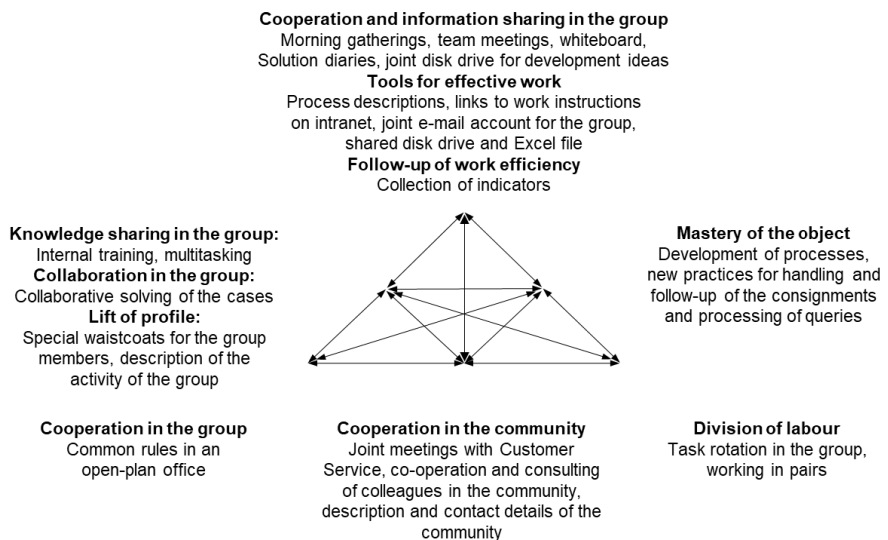 Cooperation and information sharing in the group
Morning gatherings, team meetings, whiteboard,
Solution diaries, joint disk drive for development ideas
Tools for effective work
Process descriptions, links to work instructions
on intranet, joint e-mail account for the group,
shared disk drive and Excel file
Follow-up of work efficiency
Collection of indicators
Knowledge sharing in the group:
Internal training, multitasking
Collaboration in the group:
Collaborative solving of the cases
Lift of profile:
Special waistcoats for the group
members, description of the
activity of the group
Mastery of the object
Development of processes,
new practices for handling and
follow-up of the consignments
and processing of queries
Cooperation in the group
Common rules in an
open-plan office
Cooperation in the community
Joint meetings with Customer
Service, co-operation and consulting
of colleagues in the community,
description and contact details of the
community
Division of labour
Task rotation in the group,
working in pairs